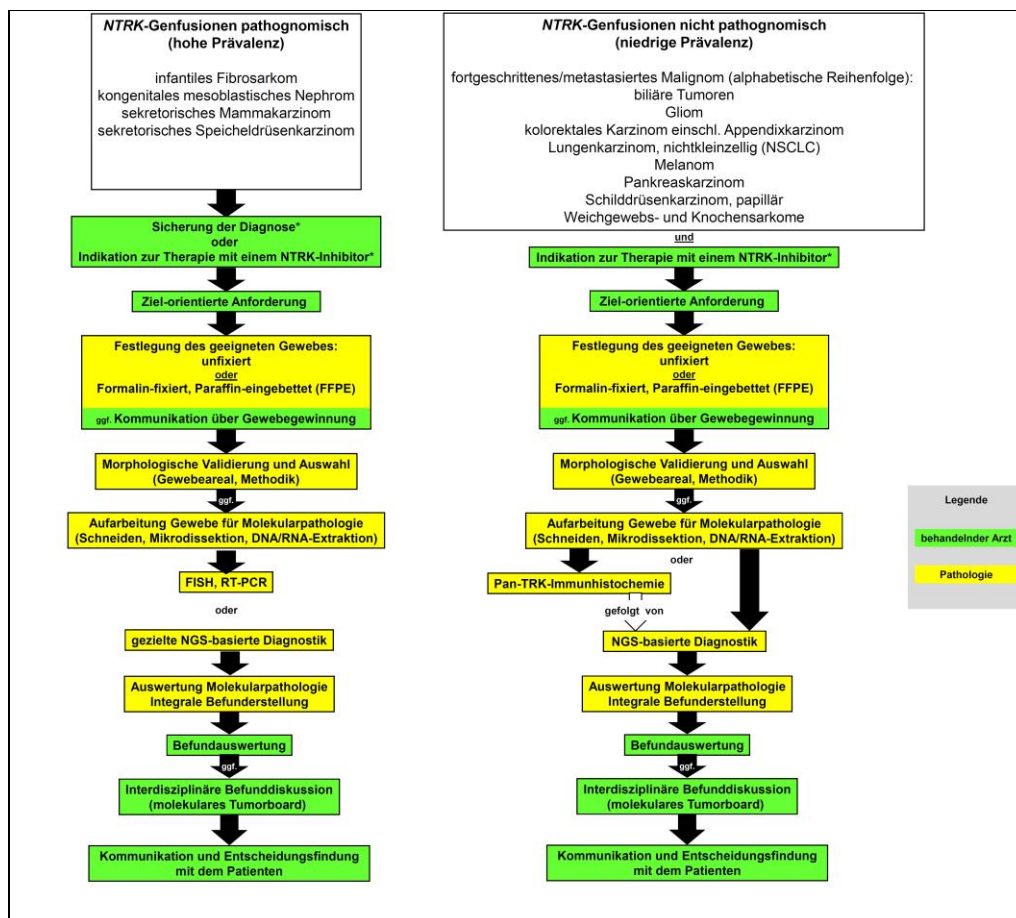 NTRK-Genfusionen pathognomisch
(hohe Prävalenz)
infantiles Fibrosarkom
kongenitales mesoblastisches Nephrom
sekretorisches Mammakarzinom
sekretorisches Speicheldrüsenkarzinom
Sicherung der Diagnose*
oder
Indikation zur Therapie mit einem NTRK-Inhibitor*
Ziel-orientierte Anforderung
Festlegung des geeigneten Gewebes:
unfixiert
oder
Formalin-fixiert, Paraffin-eingebettet (FFPE)
ggf. Kommunikation über Gewebegewinnung
Morphologische Validierung und Auswahl
(Gewebeareal, Methodik)
ggf.
Aufarbeitung Gewebe für Molekularpathologie
(Schneiden, Mikrodissektion, DNA/RNA-Extraktion)
FISH, RT-PCR
oder
gezielte NGS-basierte Diagnostik
Auswertung Molekularpathologie
Integrale Befunderstellung
Befundauswertung
ggf.
Interdisziplinäre Befunddiskussion
(molekulares Tumorboard)
Kommunikation und Entscheidungsfindung
mit dem Patienten
NTRK-Genfusionen nicht pathognomisch
(niedrige Prävalenz)
fortgeschrittenes/metastasiertes Malignom (alphabetische Reihenfolge):
biliäre Tumoren
Gliom
kolorektales Karzinom einschl. Appendixkarzinom
Lungenkarzinom, nichtkleinzellig (NSCLC)
Melanom
Pankreaskarzinom
Schilddrüsenkarzinom, papillär
Weichgewebs- und Knochensarkome
und
Indikation zur Therapie mit einem NTRK-Inhibitor*
Ziel-orientierte Anforderung
Festlegung des geeigneten Gewebes:
unfixiert
oder
Formalin-fixiert, Paraffin-eingebettet (FFPE)
ggf. Kommunikation über Gewebegewinnung
Morphologische Validierung und Auswahl
(Gewebeareal, Methodik)
ggf.
Aufarbeitung Gewebe für Molekularpathologie
(Schneiden, Mikrodissektion, DNA/RNA-Extraktion)
oder
Pan-TRK-Immunhistochemie
gefolgt von
NGS-basierte Diagnostik
Auswertung Molekularpathologie
Integrale Befunderstellung
Befundauswertung
ggf.
Interdisziplinäre Befunddiskussion
(molekulares Tumorboard)
Kommunikation und Entscheidungsfindung
mit dem Patienten
Legende
behandelnder Arzt
Pathologie